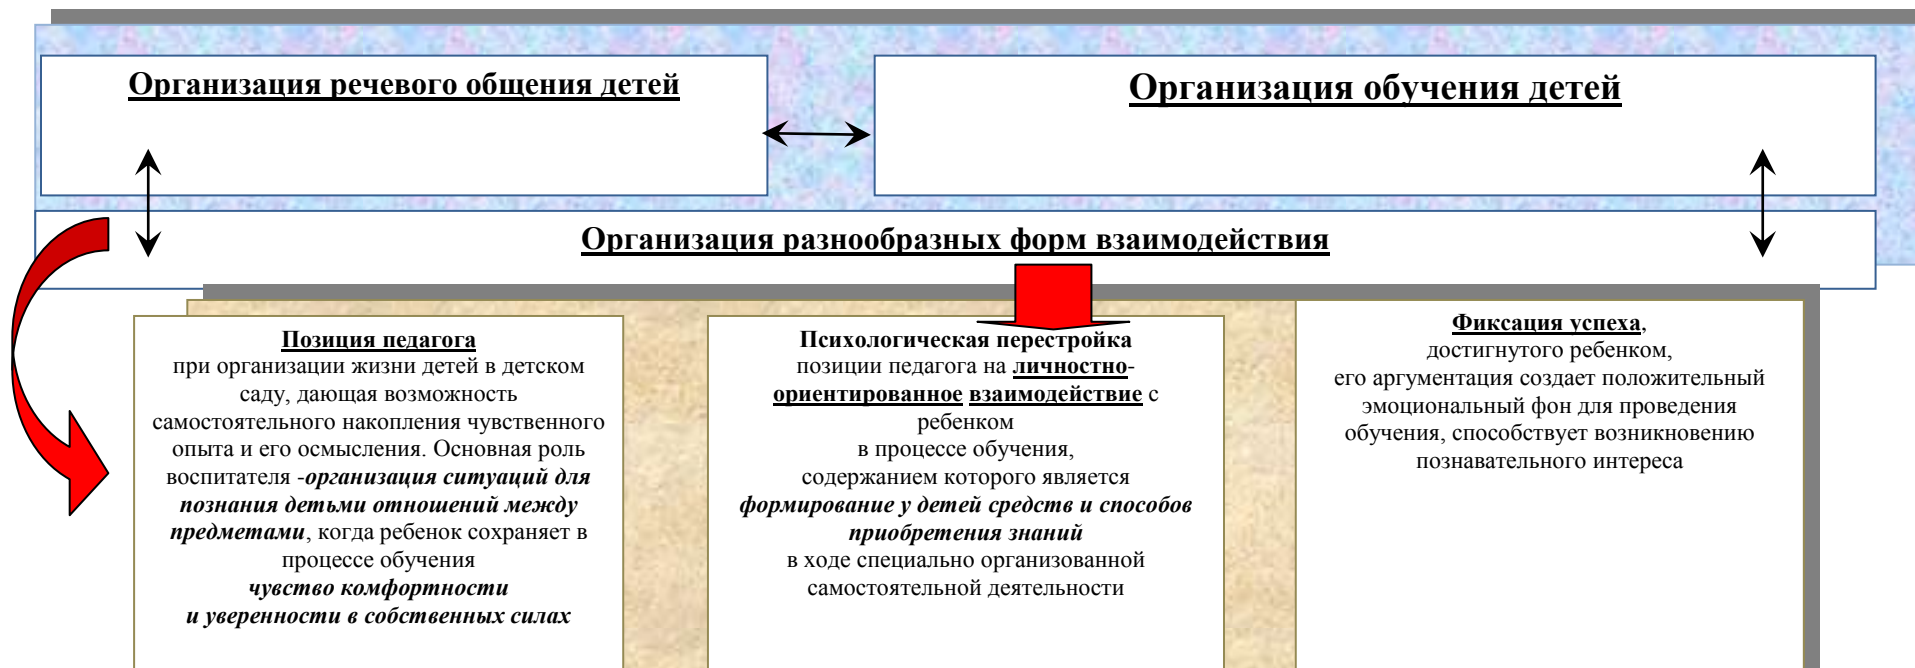 Организация речевого общения детей
Организация обучения детей
Организация разнообразных форм взаимодействия
Позиция педагога
при организации жизни детей в детском
саду, дающая возможность
самостоятельного накопления чувственного
опыта и его осмысления. Основная роль
воспитателя -организация ситуаций для
познания детьми отношений между
предметами, когда ребенок сохраняет в
процессе обучения
чувство комфортности
и уверенности в собственных силах
Психологическая перестройка
позиции педагога на личностно-
ориентированное взаимодействие с
ребенком
в процессе обучения,
содержанием которого является
формирование у детей средств и способов
приобретения знаний
в ходе специально организованной
самостоятельной деятельности
Фиксация успеха,
достигнутого ребенком,
его аргументация создает положительный
эмоциональный фон для проведения
обучения, способствует возникновению
познавательного интереса